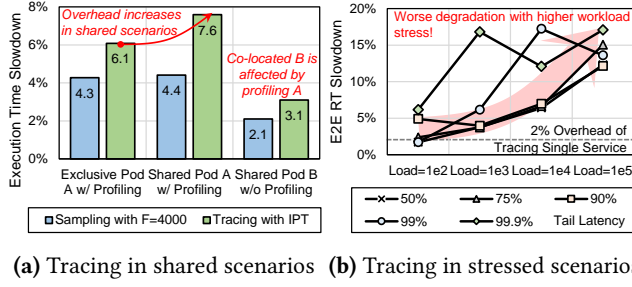 Execution Time Slowdown
8%
6%
4%
2%
0%
Overhead increases
in shared scenarios
4.3
6.1
4.4
7.6
2.1
3.1
Co-located B is
affected by
profiling A
Exclusive Pod
A w/ Profiling
Shared Pod A
w/ Profiling
Shared Pod B
w/o Profiling
Sampling with F=4000
Tracing with IPT
(a) Tracing in shared scenarios
E2E RT Slowdown
20%
15%
10%
5%
0%
Worse degradation with higher workload
stress!
2% Overhead of
Tracing Single Service
Load=1e2
Load=1e3
Load=1e4
Load=1e5
50%
75%
90%
99%
99.9%
Tail Latency
(b) Tracing in stressed scenarios